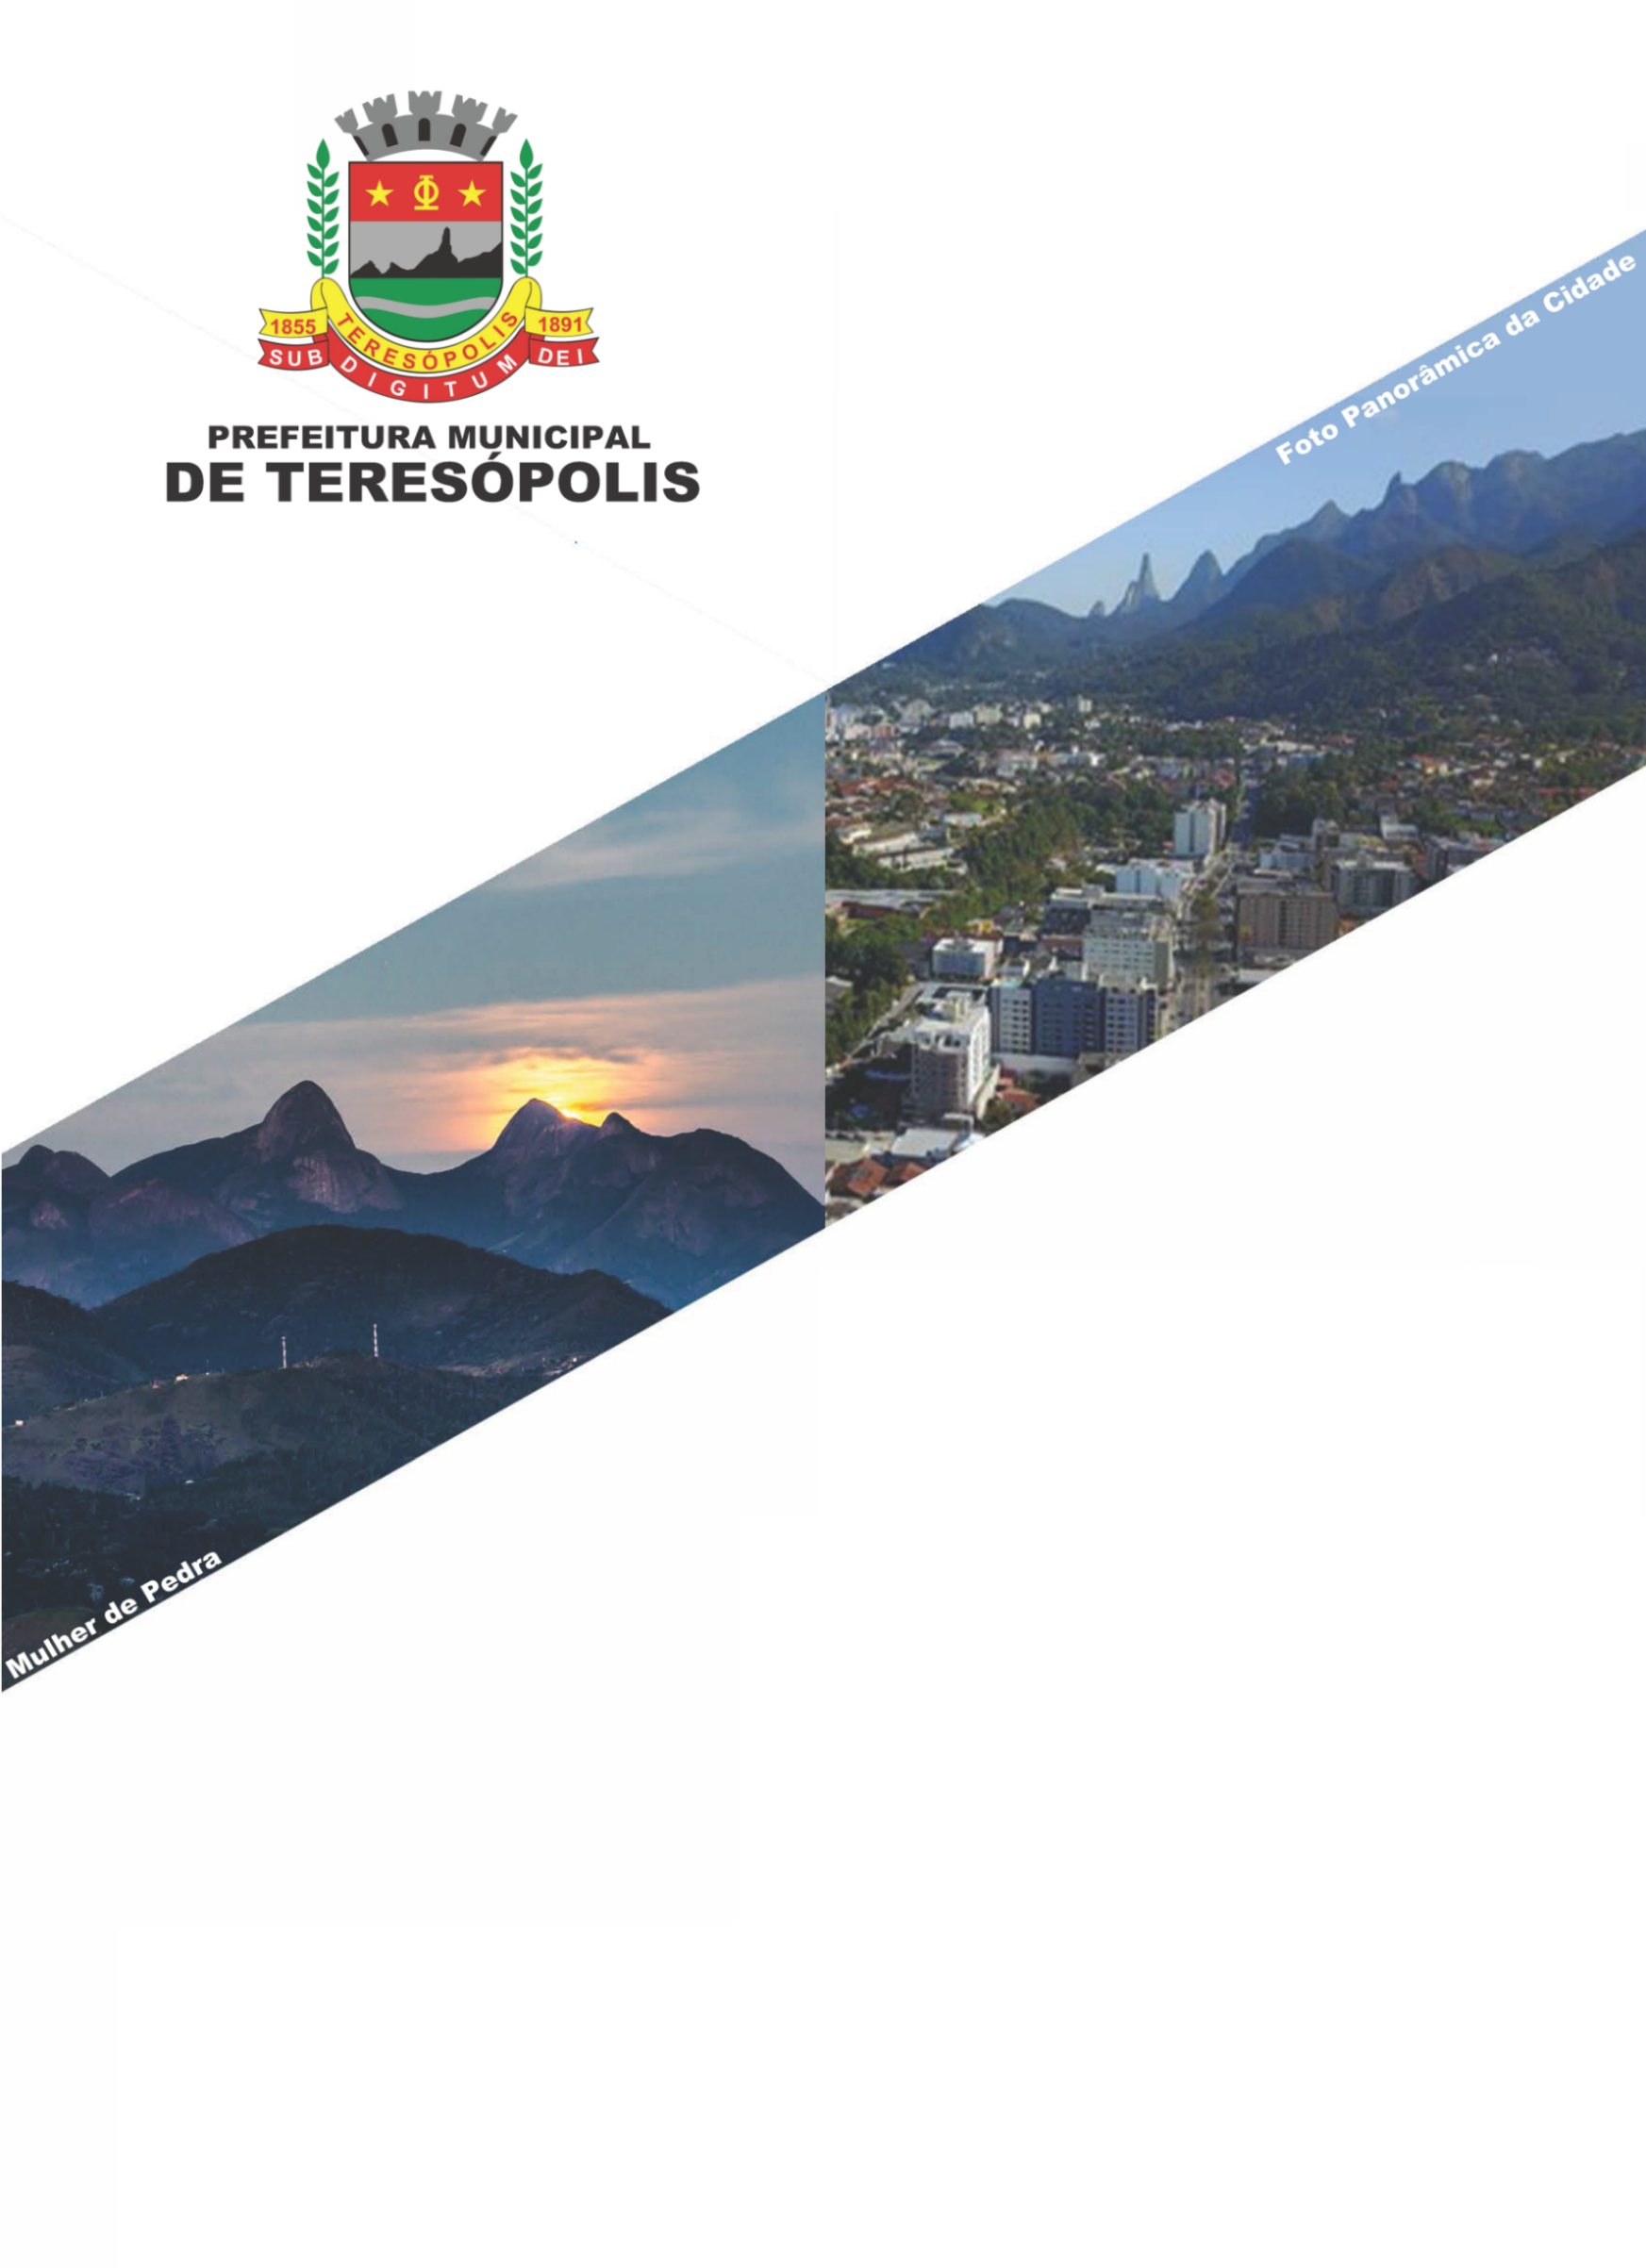 1855
1891
TERESÓPOLIS
SUB DIGITUM DEI
PREFEITURA MUNICIPAL
DE TERESÓPOLIS
Foto Panorâmica da Cidade
Mulher de Pedra